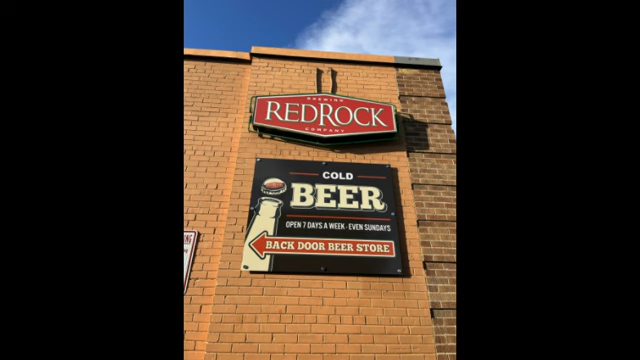 BREWING
REDROCK
COMPANY
COLD
BEER
OPEN 7 DAYS A WEEK - EVEN SUNDAYS
BACK DOOR BEER STORE